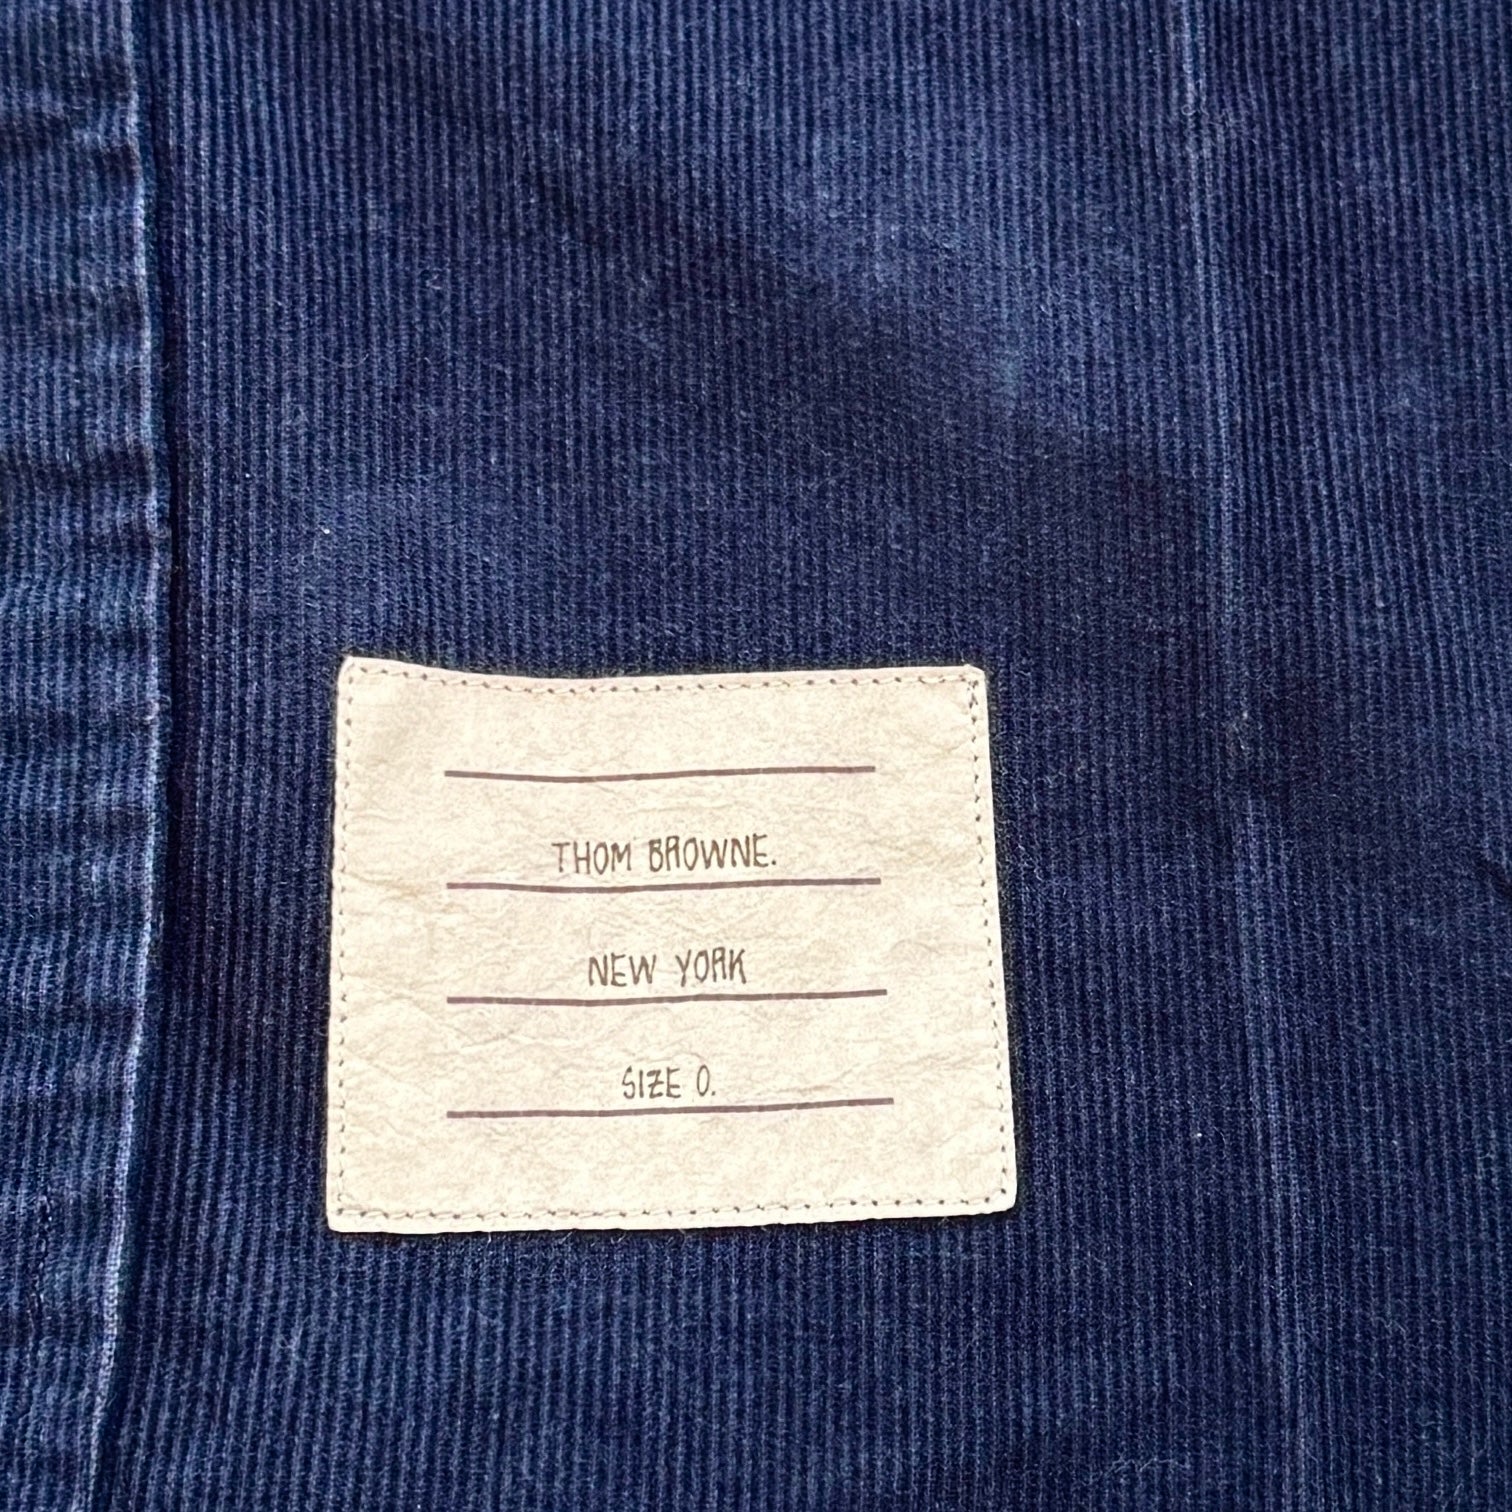 THOM BROWNE.
NEW YORK
SIZE 0.